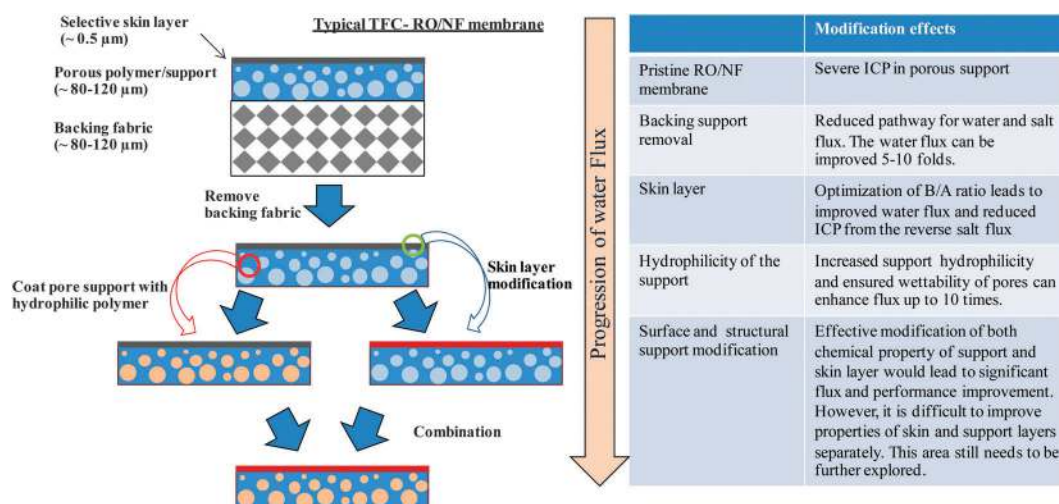 Typical TFC- RO/NF membrane
Selective skin layer
(~ 0.5 µm)
Porous polymer/support
(~ 80-120 µm)
Backing fabric
(~ 80-120 µm)
Remove
backing fabric
Coat pore support with
hydrophilic polymer
Skin layer
modification
Combination
Progression of water Flux
Modification effects
Pristine RO/NF
membrane
Severe ICP in porous support
Backing support
removal
Reduced pathway for water and salt
flux. The water flux can be
improved 5-10 folds.
Skin layer
Optimization of B/A ratio leads to
improved water flux and reduced
ICP from the reverse salt flux
Hydrophilicity of the
support
Increased support hydrophilicity
and ensured wettability of pores can
enhance flux up to 10 times.
Surface and structural
support modification
Effective modification of both
chemical property of support and
skin layer would lead to significant
flux and performance improvement.
However, it is difficult to improve
properties of skin and support layers
separately. This area still needs to be
further explored.